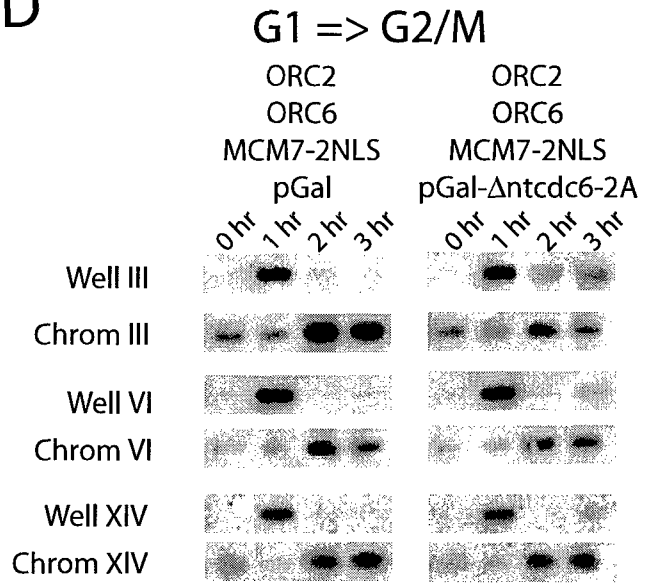 D
G1 => G2/M
ORC2 ORC2
ORC6 ORC6
MCM7-2NLS MCM7-2NLS
pGal pGal-Δntcdc6-2A
0 hr 1 hr 2 hr 3 hr 0 hr 1 hr 2 hr 3 hr
Well III
Chrom III
Well VI
Chrom VI
Well XIV
Chrom XIV